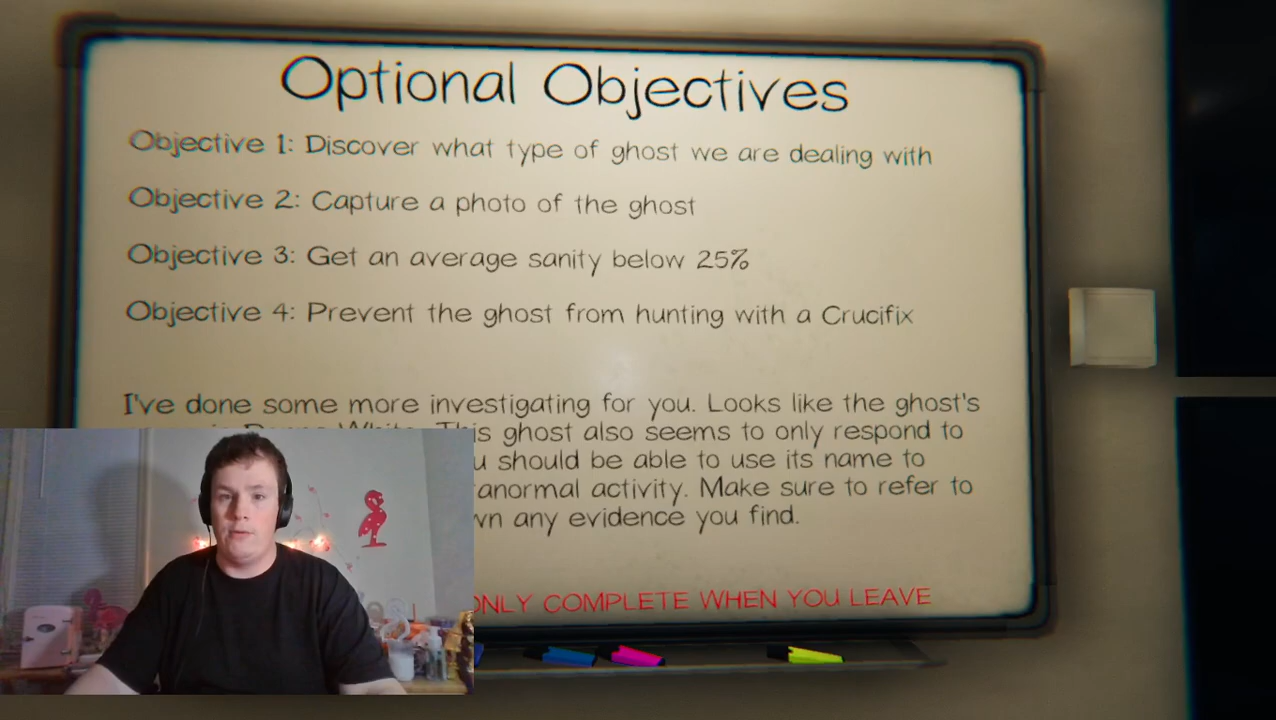 Optional Objectives
Objective 1: Discover what type of ghost we are dealing with
Objective 2: Capture a photo of the ghost
Objective 3: Get an average sanity below 25%
Objective 4: Prevent the ghost from hunting with a Crucifix
I've done some more investigating for you. Looks like the ghost's
White. This ghost also seems to only respond to
should be able to use its name to
activity. Make sure to refer to
any evidence you find.
ONLY COMPLETE WHEN YOU LEAVE